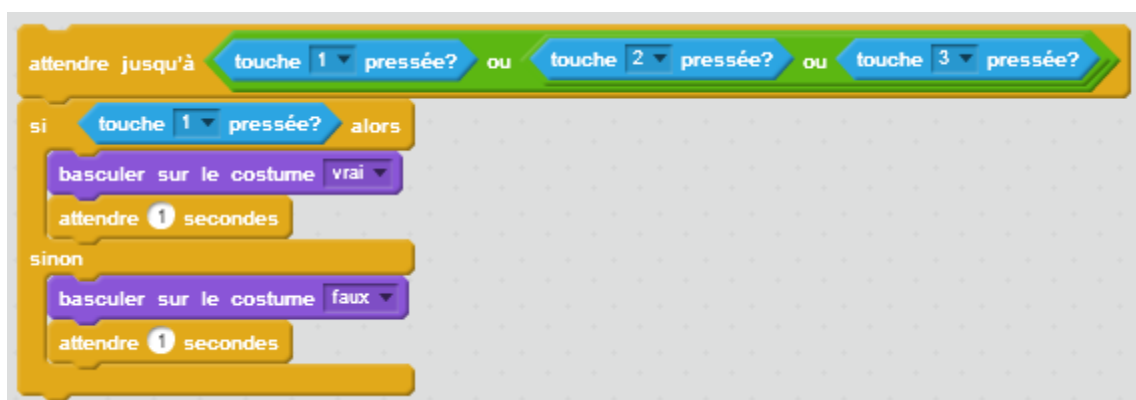 attendre jusqu'à touche 1 pressée? ou touche 2 pressée? ou touche 3 pressée?
si touche 1 pressée? alors
basculer sur le costume vrai
attendre 1 secondes
sinon
basculer sur le costume faux
attendre 1 secondes